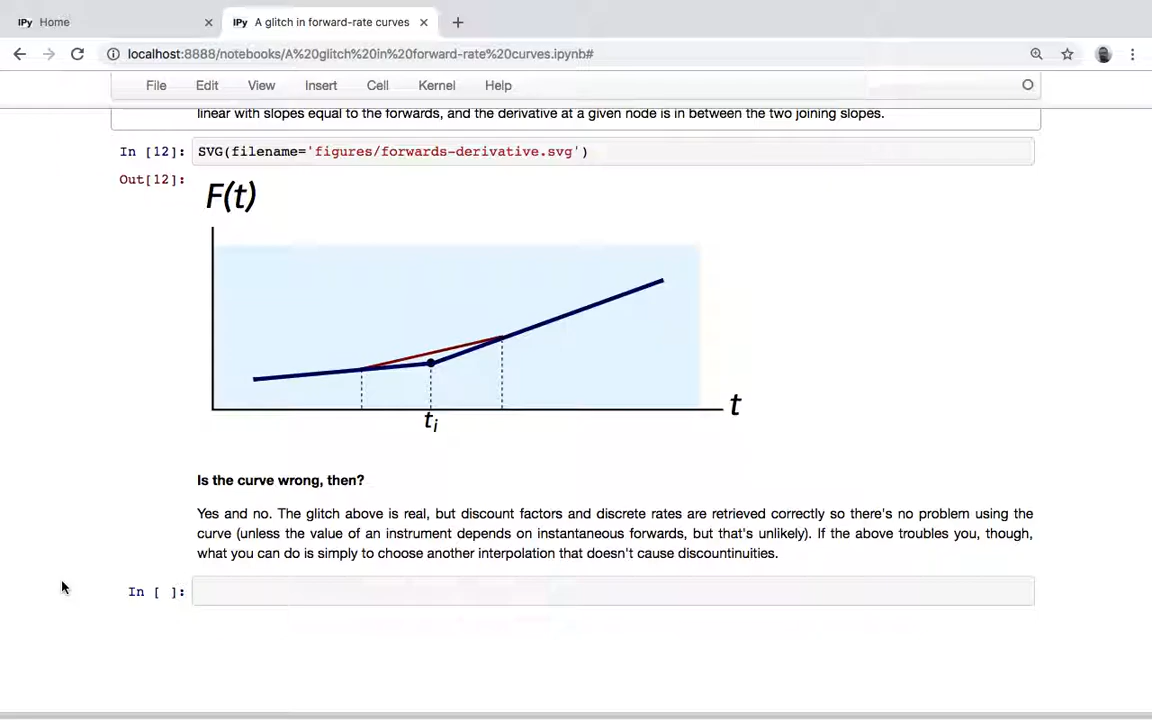 IPy Home × IPy A glitch in forward-rate curves × +
localhost:8888/notebooks/A%20glitch%20in%20forward-rate%20curves.ipynb#
File Edit View Insert Cell Kernel Help
linear with slopes equal to the forwards, and the derivative at a given node is in between the two joining slopes.
In [12]: SVG(filename='figures/forwards-derivative.svg')
Out[12]:
F(t)
t
ti
Is the curve wrong, then?
Yes and no. The glitch above is real, but discount factors and discrete rates are retrieved correctly so there's no problem using the
curve (unless the value of an instrument depends on instantaneous forwards, but that's unlikely). If the above troubles you, though,
what you can do is simply to choose another interpolation that doesn't cause discountinuities.
In [ ]: